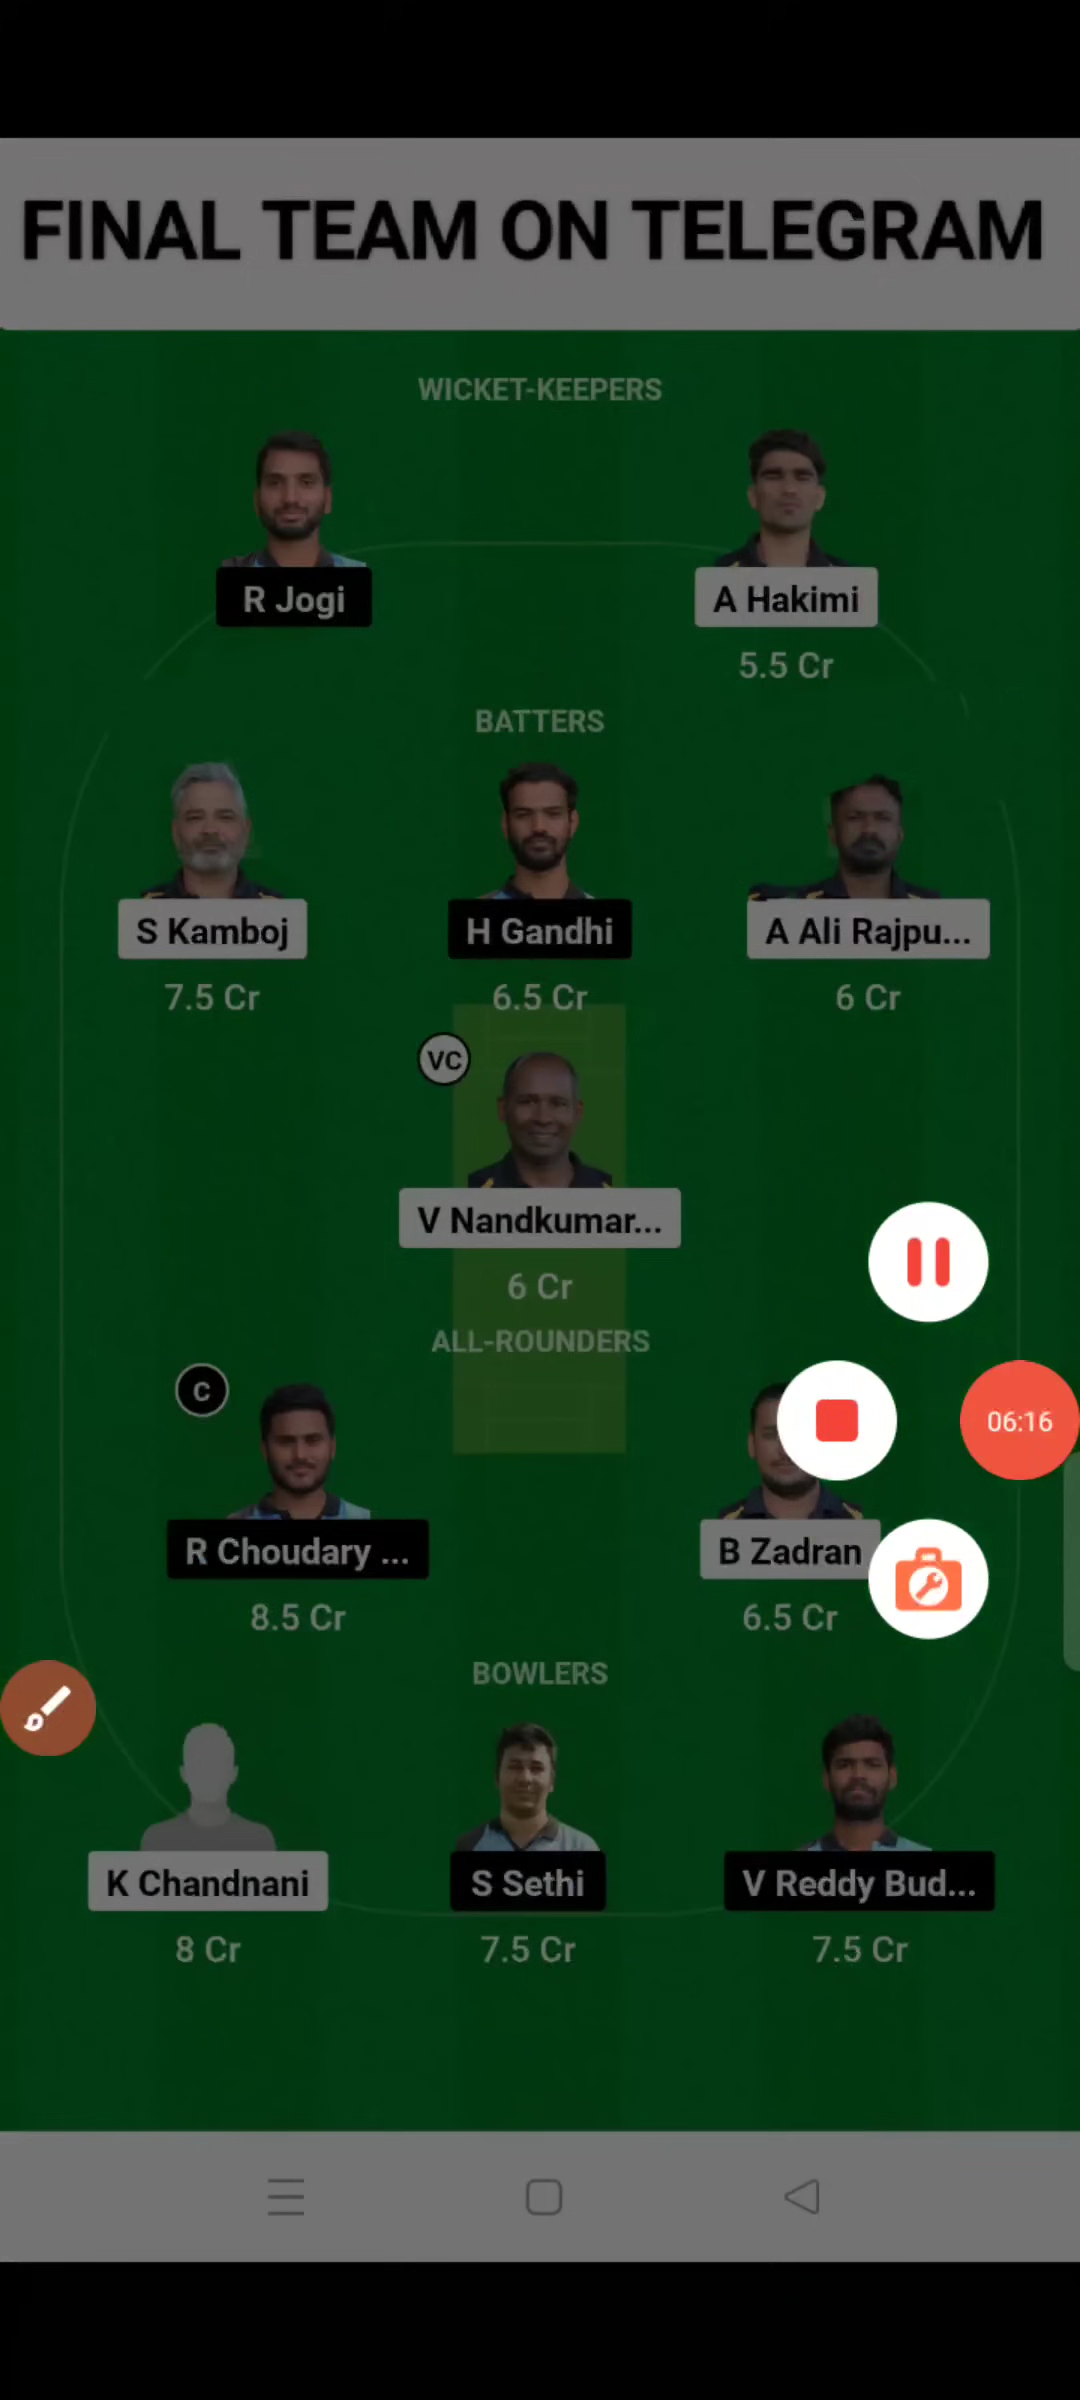 FINAL TEAM ON TELEGRAM
WICKET-KEEPERS
R Jogi
A Hakimi
5.5 Cr
BATTERS
S Kamboj
H Gandhi
A Ali Rajpu...
7.5 Cr
6.5 Cr
6 Cr
VC
V Nandkumar...
6 Cr
ALL-ROUNDERS
C
06:16
R Choudary ...
B Zadran
8.5 Cr
6.5 Cr
BOWLERS
K Chandnani
S Sethi
V Reddy Bud...
8 Cr
7.5 Cr
7.5 Cr